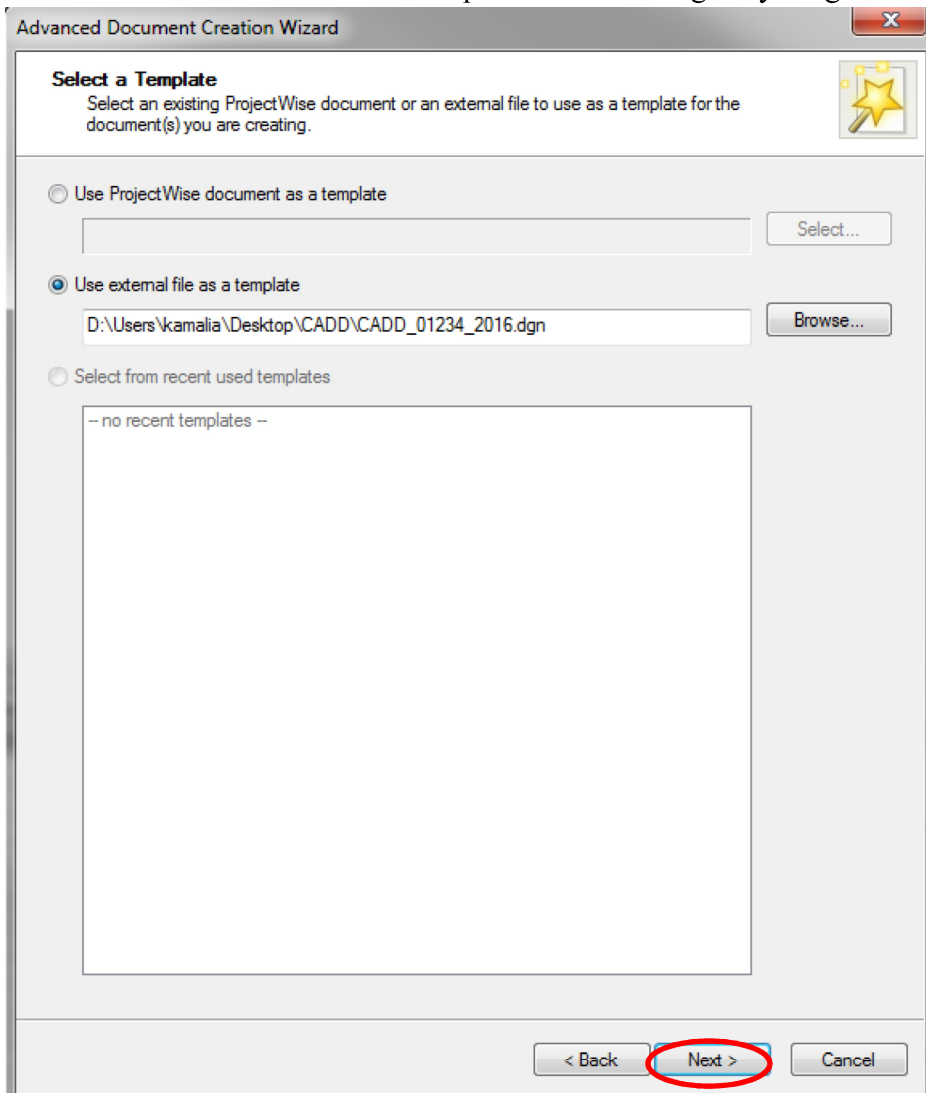 Advanced Document Creation Wizard
Select a Template
Select an existing ProjectWise document or an external file to use as a template for the
document(s) you are creating.
Use ProjectWise document as a template
Select...
Use external file as a template
D:\Users\kamalia\Desktop\CADD\CADD_01234_2016.dgn
Browse...
Select from recent used templates
-- no recent templates --
< Back
Next >
Cancel